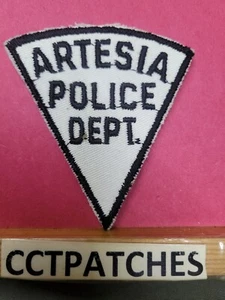 ARTESIA
POLICE
DEPT.
CCTPATCHES